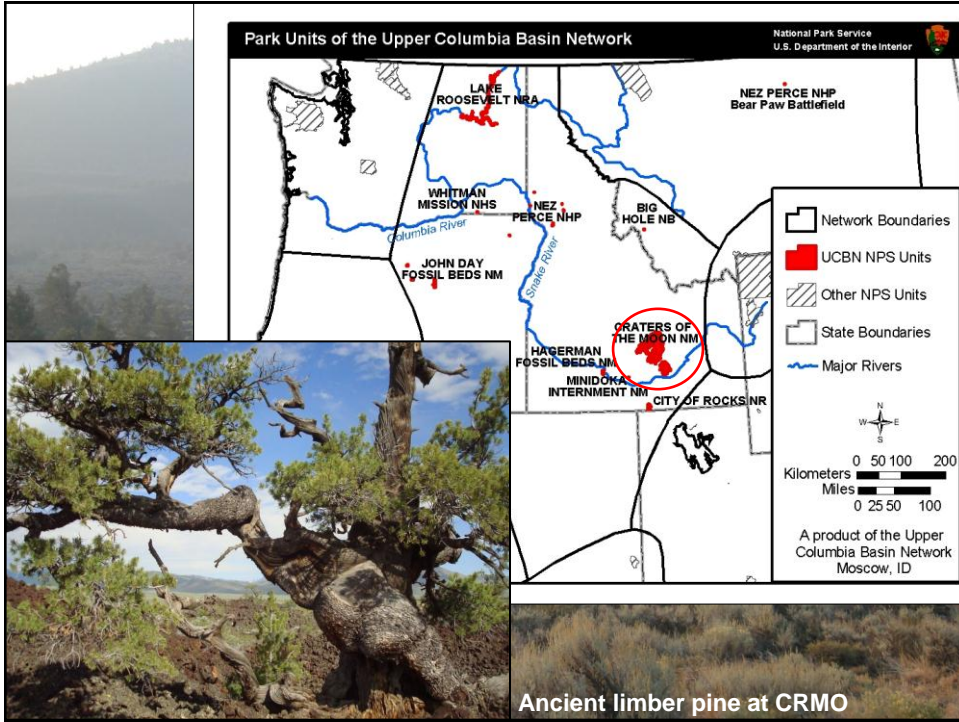 Park Units of the Upper Columbia Basin Network
National Park Service
U.S. Department of the Interior
LAKE
ROOSEVELT NRA
NEZ PERCE NHP
Bear Paw Battlefield
WHITMAN
MISSION NHS
NEZ
PERCE NHP
BIG
HOLE NB
Columbia River
Snake River
JOHN DAY
FOSSIL BEDS NM
CRATERS OF
THE MOON NM
HAGERMAN
FOSSIL BEDS NM
MINIDOKA
INTERNMENT NM
CITY OF ROCKS NR
Network Boundaries
UCBN NPS Units
Other NPS Units
State Boundaries
Major Rivers
N
W E
S
0 50 100 200
Kilometers
Miles
0 25 50 100
A product of the Upper
Columbia Basin Network
Moscow, ID
Ancient limber pine at CRMO